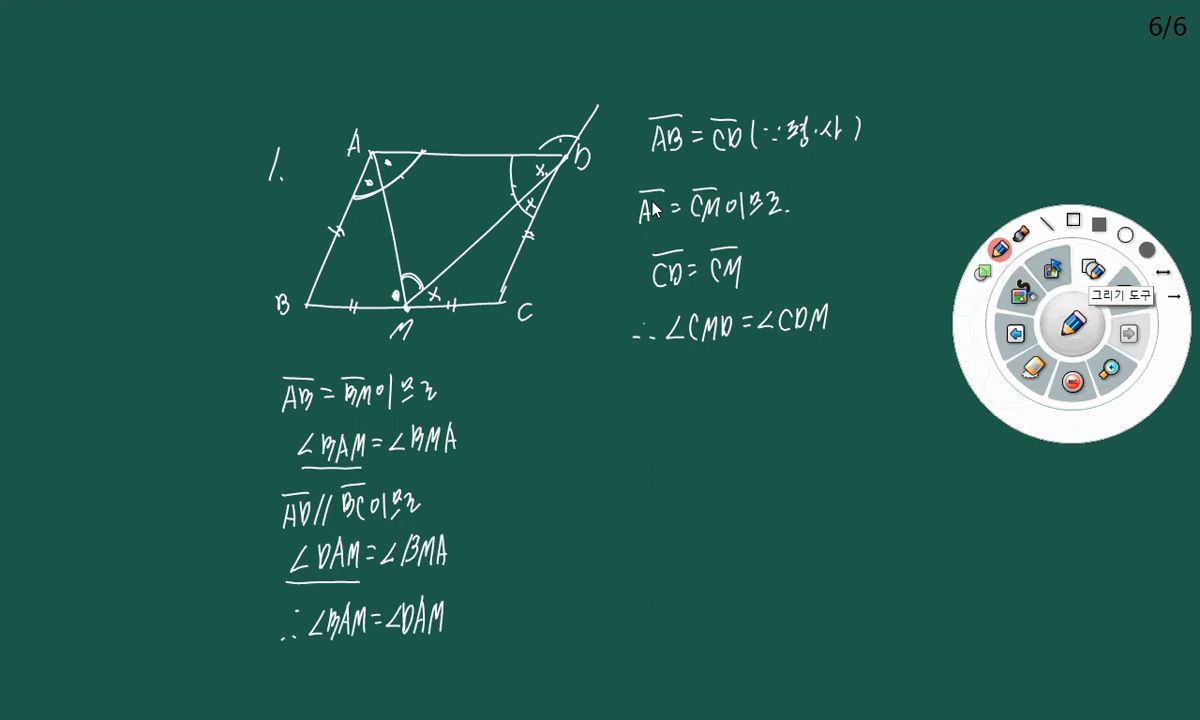 6/6
1.
A
D
B
M
C
x
x
x
AB = BM이므로
∠BAM = ∠BMA
AD // BC이므로
∠DAM = ∠BMA
∴ ∠BAM = ∠DAM
AB = CD (∵ 평·사)
A = CM이므로.
CD = CM
∴ ∠CMD = ∠CDM
그리기 도구
REC